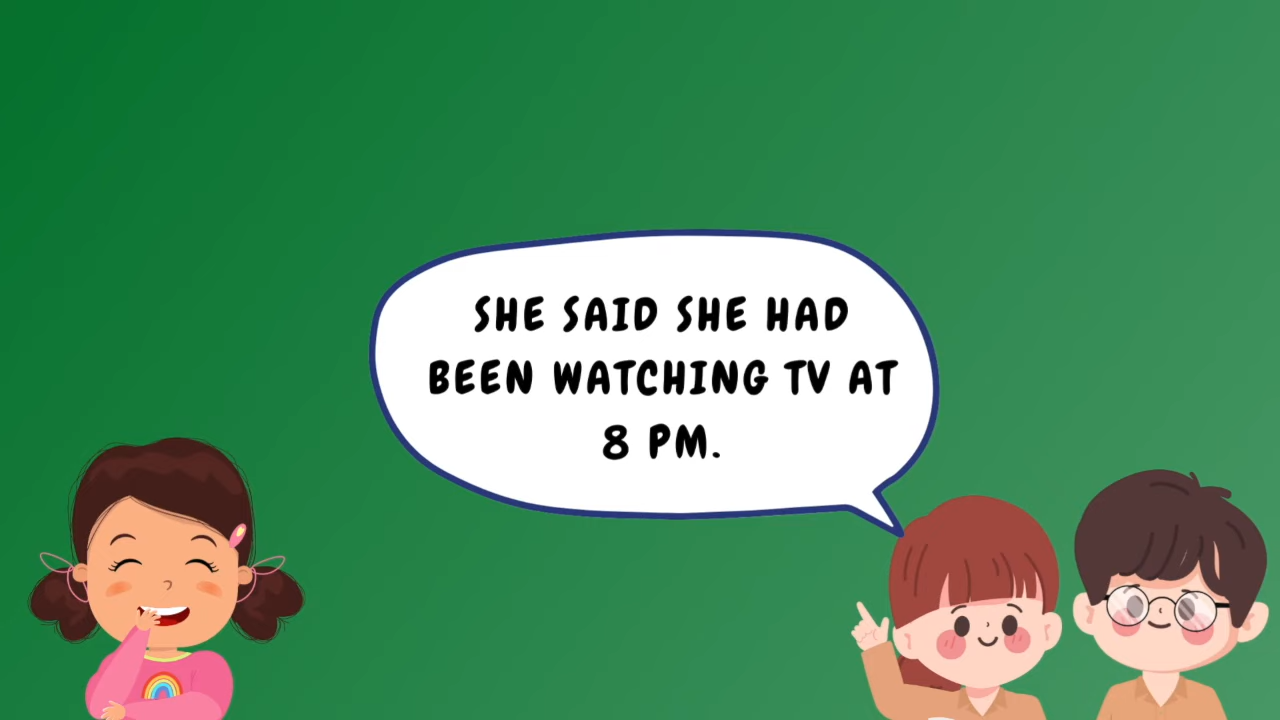 SHE SAID SHE HAD
BEEN WATCHING TV AT
8 PM.